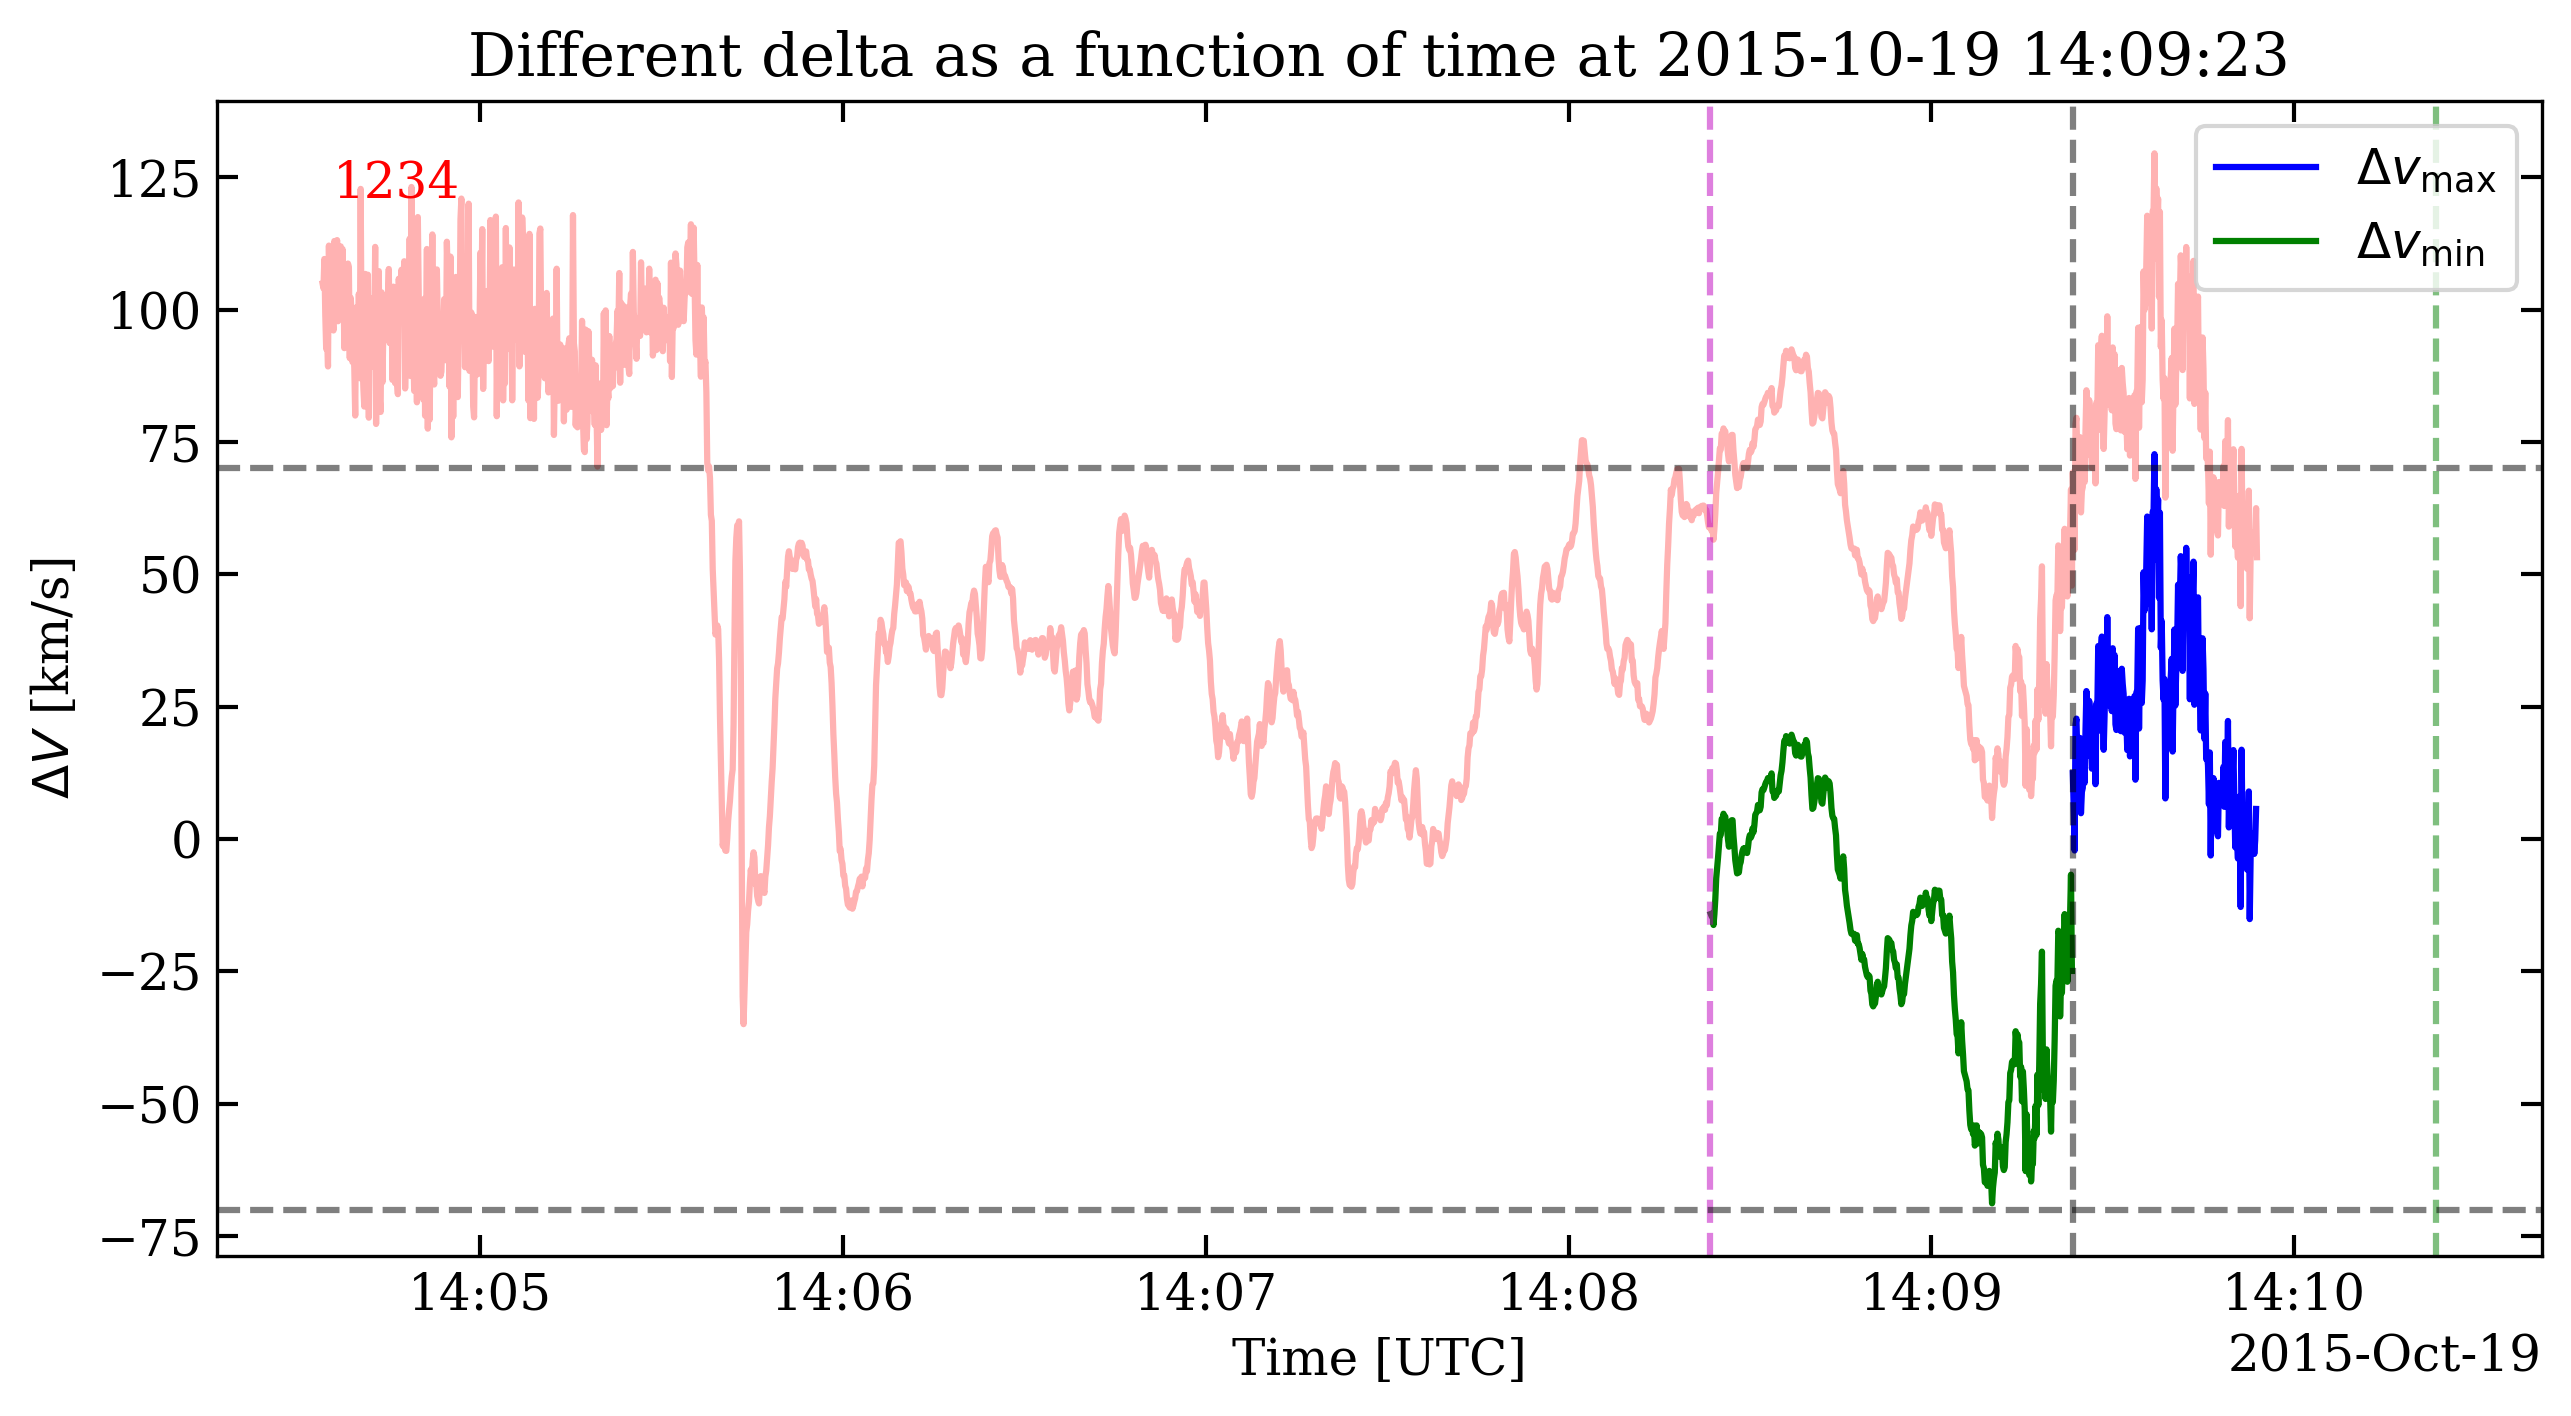 Different delta as a function of time at 2015-10-19 14:09:23
1234
Δv_max
Δv_min
125
100
75
50
25
0
−25
−50
−75
ΔV [km/s]
14:05 14:06 14:07 14:08 14:09 14:10
Time [UTC]
2015-Oct-19